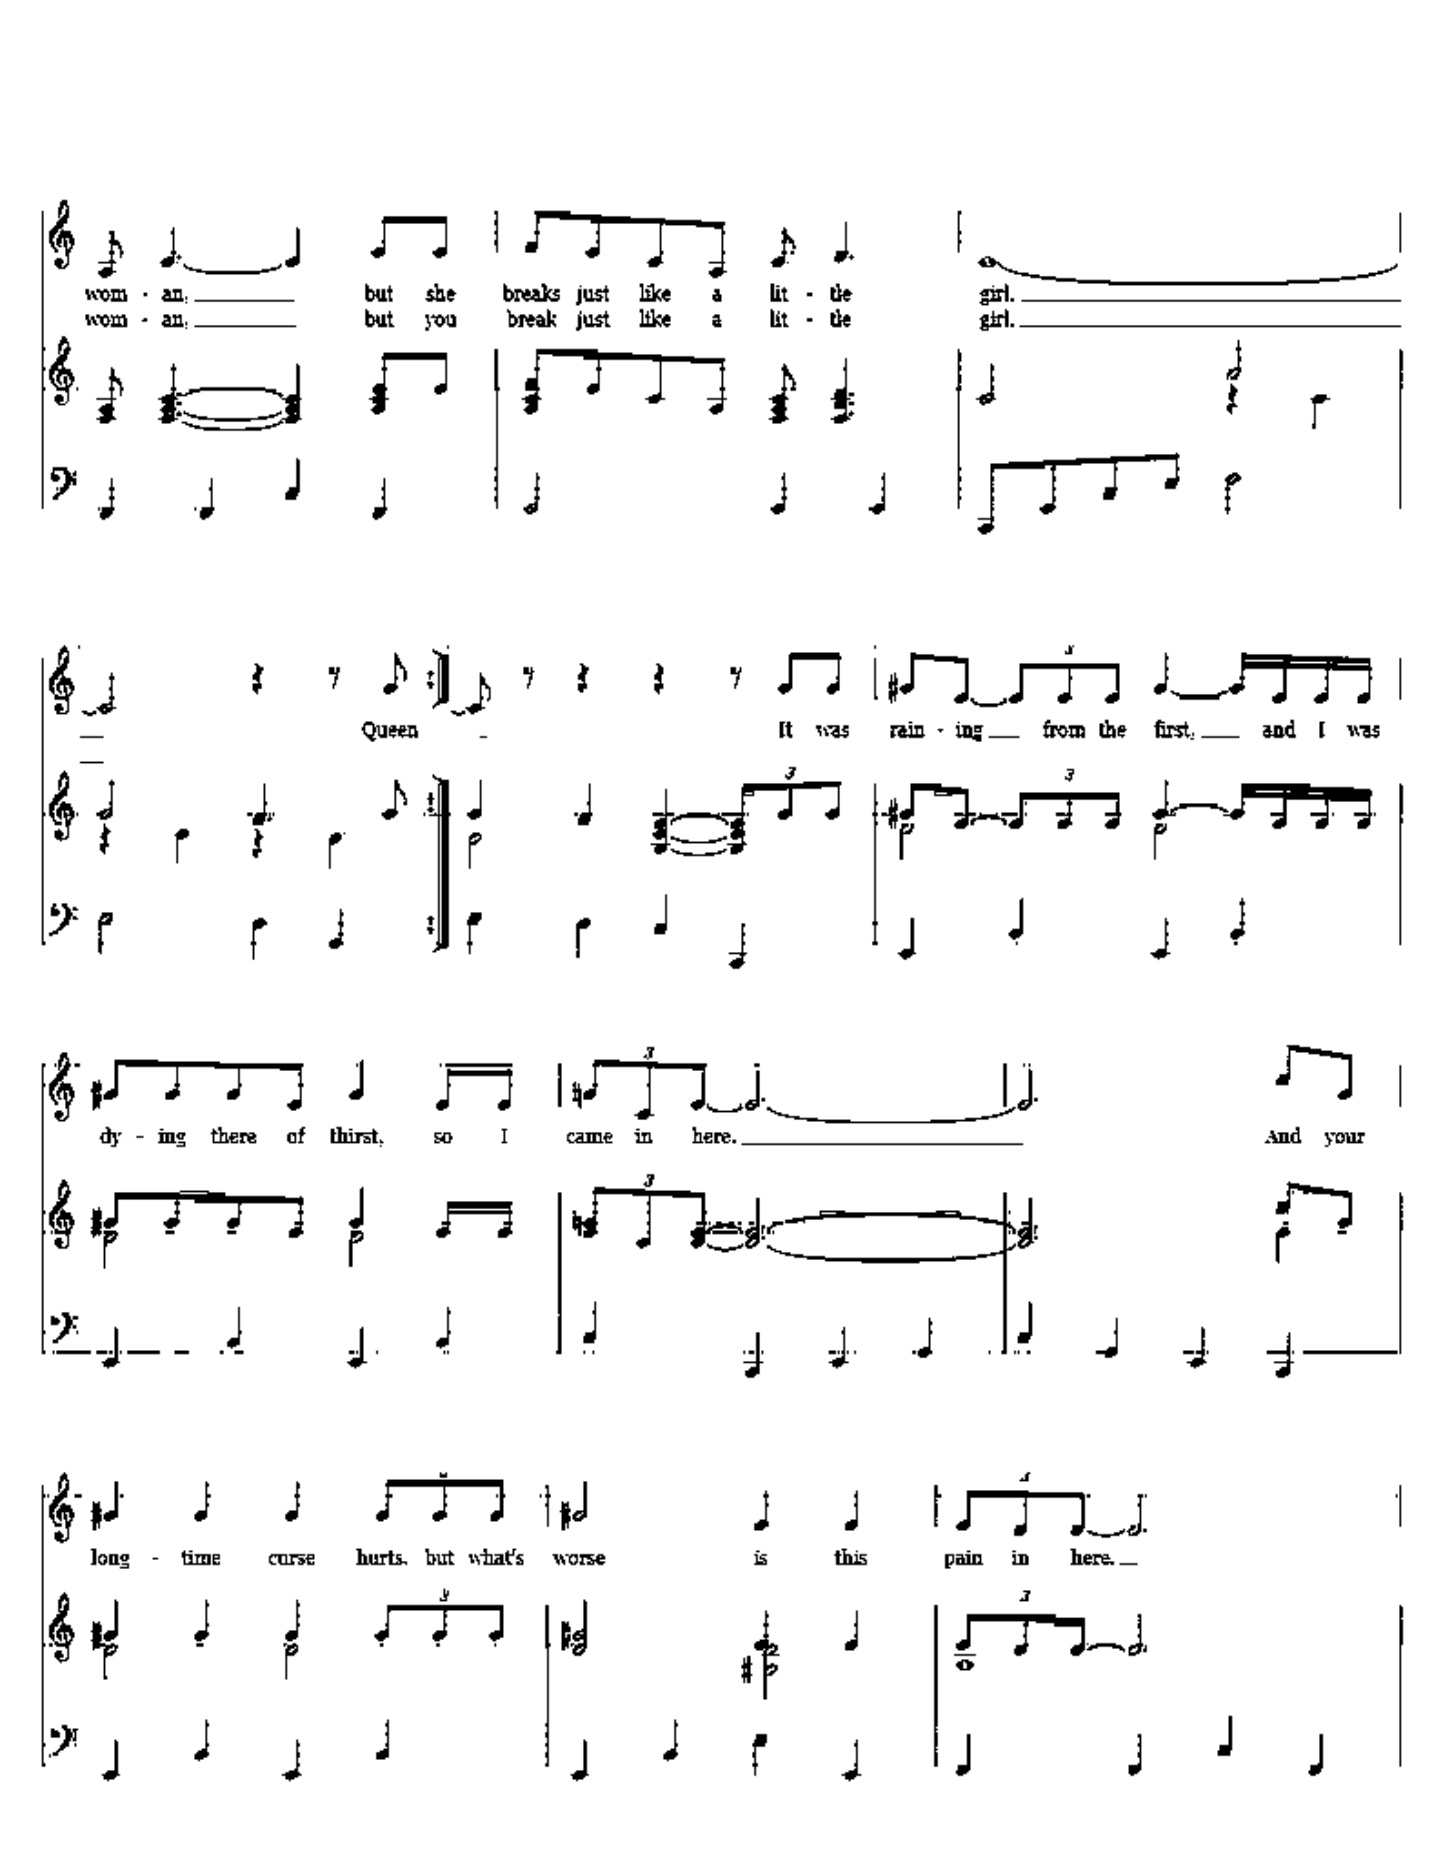 wom - an, but she breaks just like a lit - tle girl.
wom - an, but you break just like a lit - tle girl.
Queen It was rain - ing from the first, and I was
3
3 3
dy - ing there of thirst, so I came in here. And your
3
3
long - time curse hurts. but what's worse is this pain in here.
3
3 3